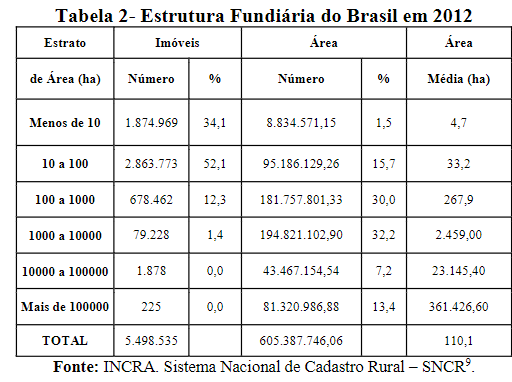 Tabela 2- Estrutura Fundiária do Brasil em 2012
Estrato Imóveis Área Área
de Área (ha) Número % Número % Média (ha)
Menos de 10 1.874.969 34,1 8.834.571,15 1,5 4,7
10 a 100 2.863.773 52,1 95.186.129,26 15,7 33,2
100 a 1000 678.462 12,3 181.757.801,33 30,0 267,9
1000 a 10000 79.228 1,4 194.821.102,90 32,2 2.459,00
10000 a 100000 1.878 0,0 43.467.154,54 7,2 23.145,40
Mais de 100000 225 0,0 81.320.986,88 13,4 361.426,60
TOTAL 5.498.535 605.387.746,06 110,1
Fonte: INCRA. Sistema Nacional de Cadastro Rural – SNCR⁹.